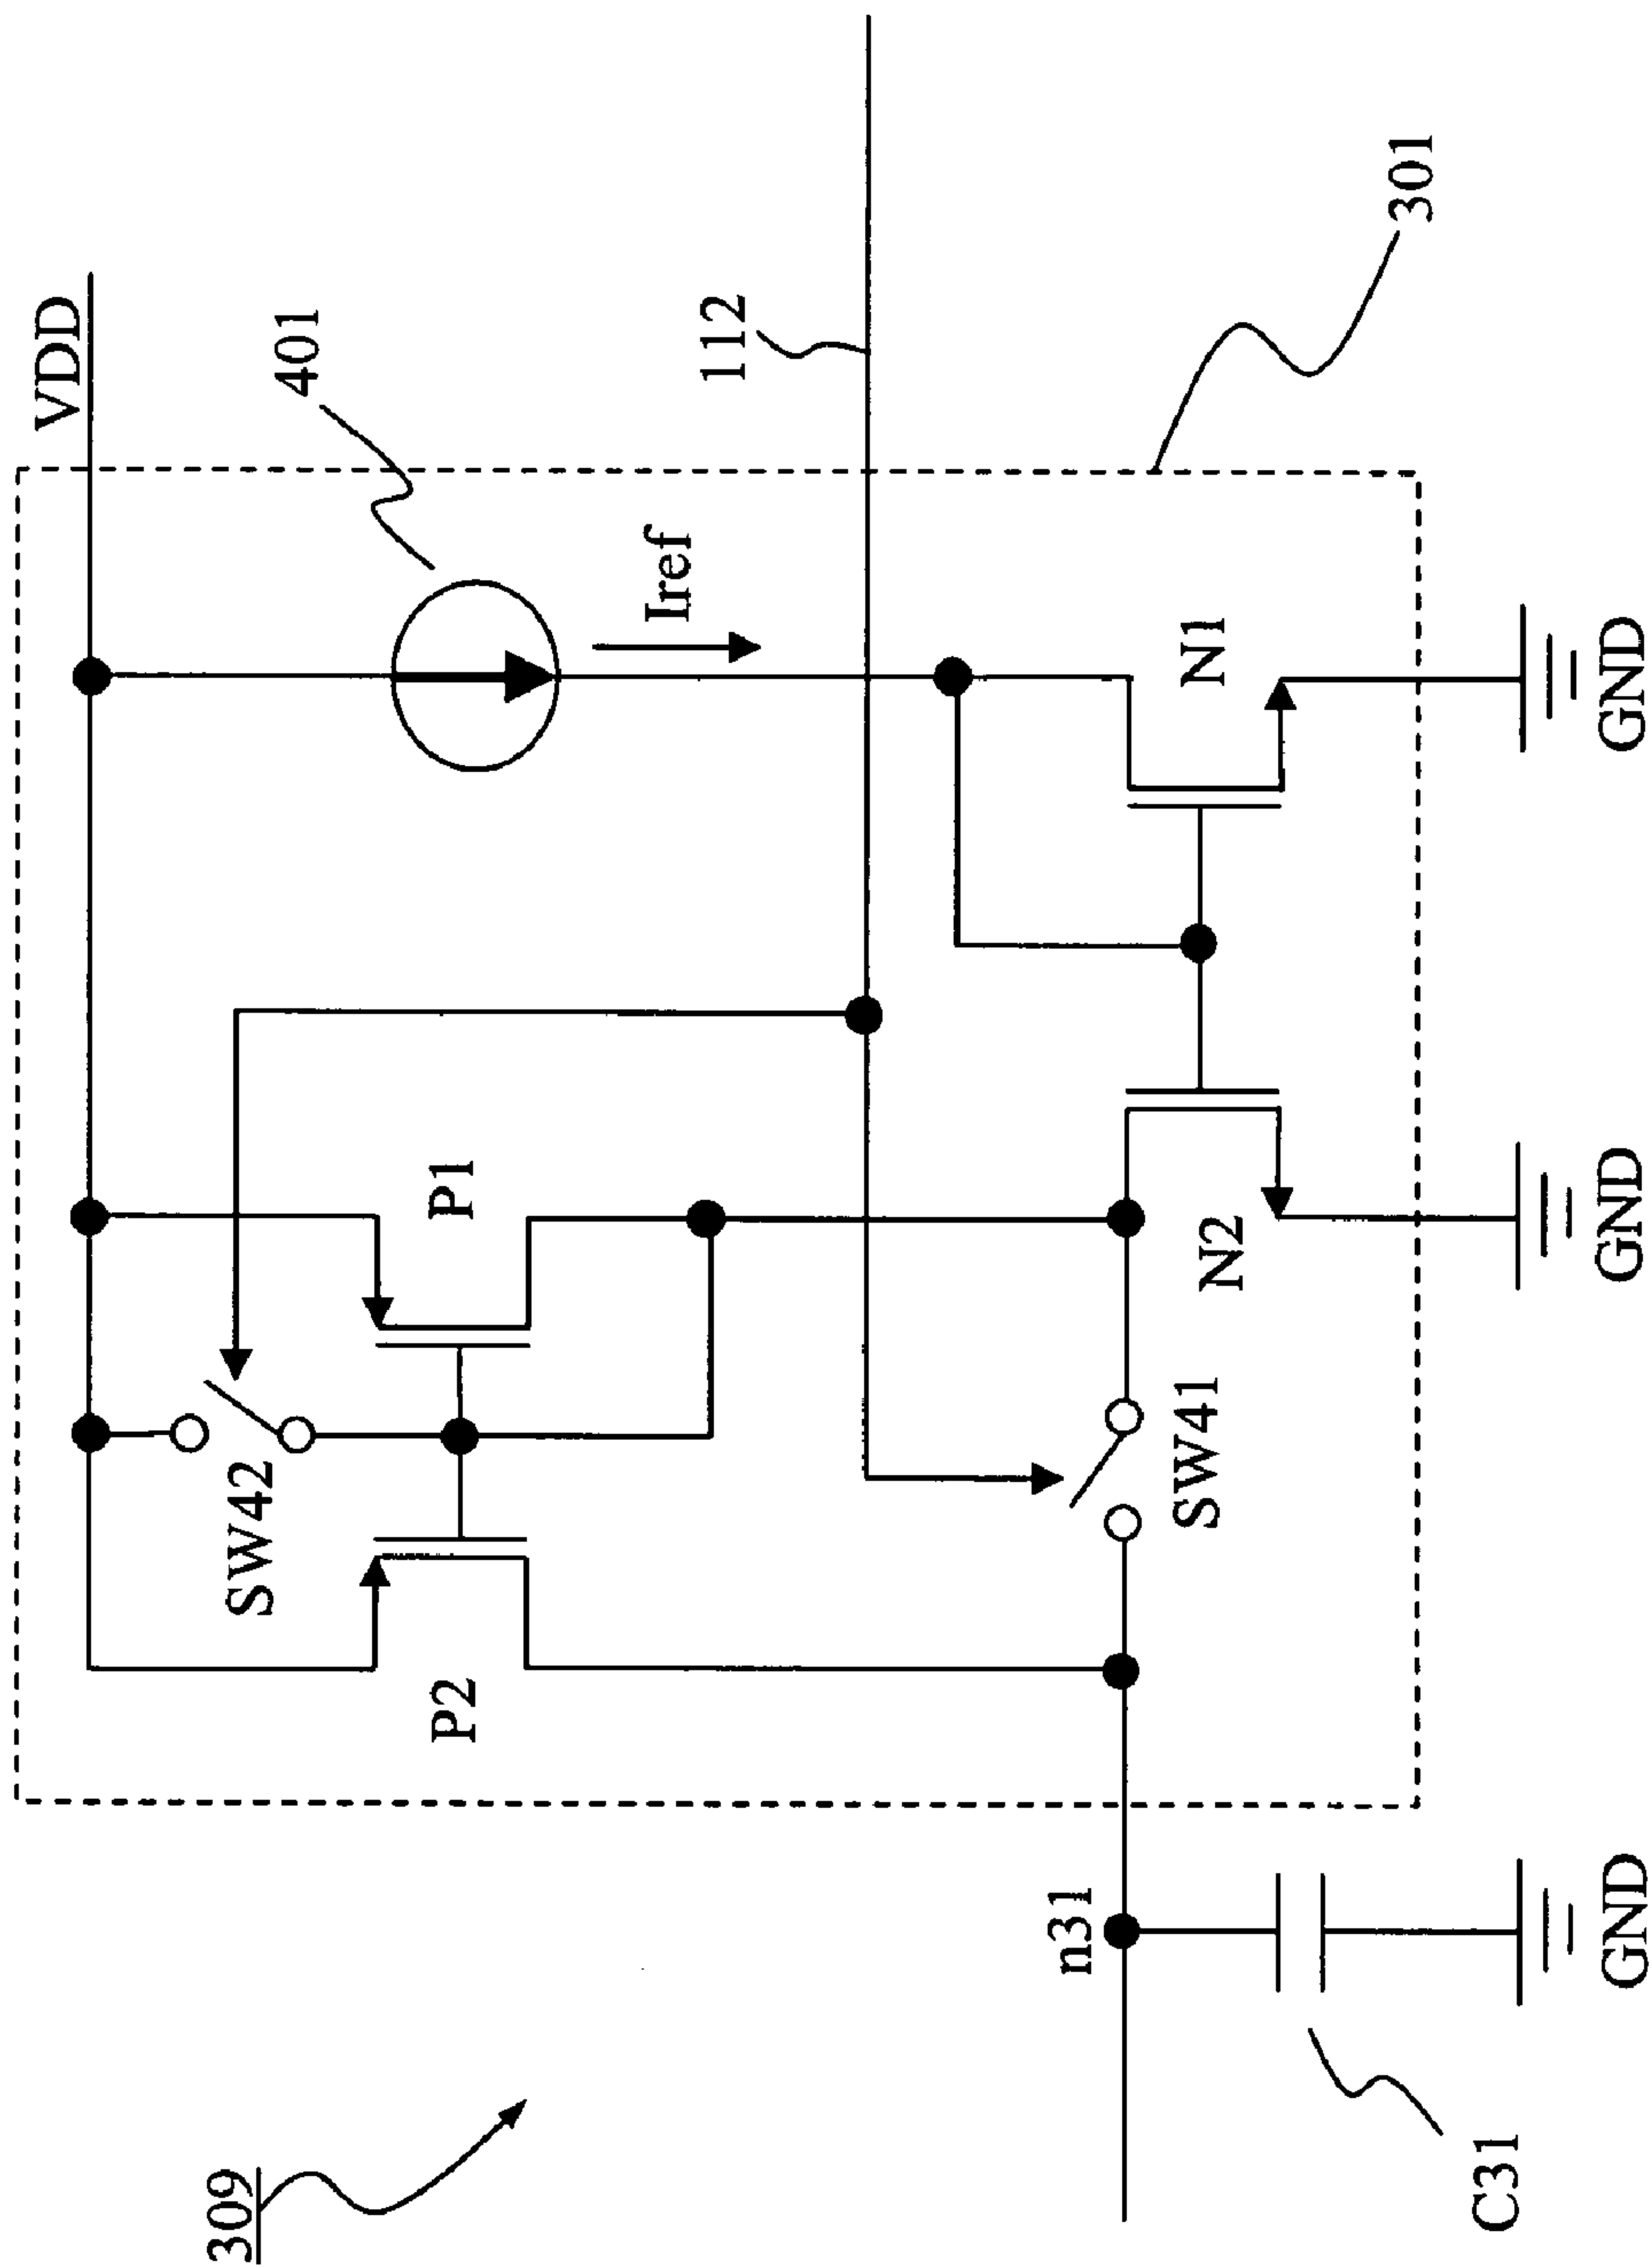 309
VDD
401
SW42
P2
P1
Iref
112
n31
SW41
N2
N1
301
C31
GND
GND
GND